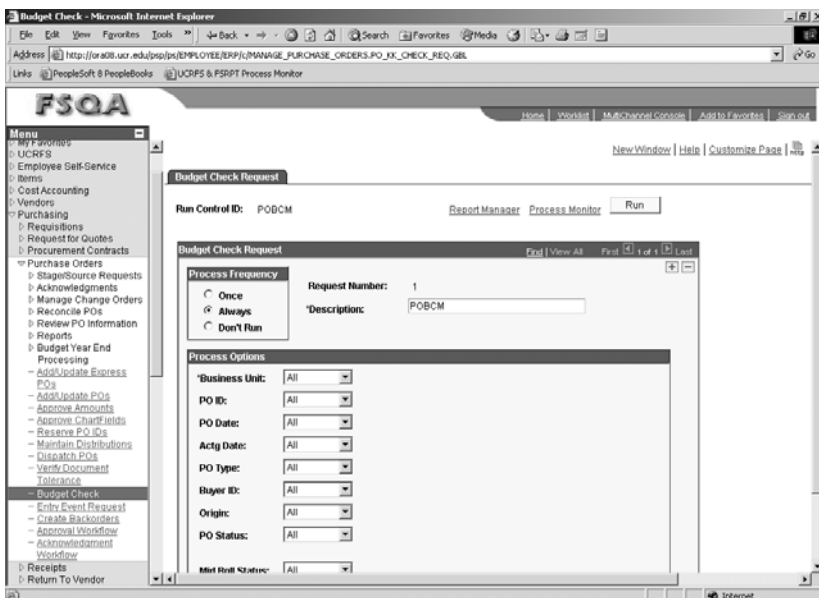 Budget Check - Microsoft Internet Explorer
File Edit View Favorites Tools » Back Search Favorites Media
Address http://ora08.ucr.edu/psp/ps/EMPLOYEE/ERP/c/MANAGE_PURCHASE_ORDERS.PO_KK_CHECK_REQ.GBL Go
Links PeopleSoft 8 PeopleBooks UCRFS & FSRPT Process Monitor
FSQA
Home Worklist MultiChannel Console Add to Favorites Sign out
Menu
My Favorites
UCRFS
Employee Self-Service
Items
Cost Accounting
Vendors
Purchasing
Requisitions
Request for Quotes
Procurement Contracts
Purchase Orders
Stage/Source Requests
Acknowledgments
Manage Change Orders
Reconcile POs
Review PO Information
Reports
Budget Year End
Processing
Add/Update Express
POs
Add/Update POs
Approve Amounts
Approve ChartFields
Reserve PO IDs
Maintain Distributions
Dispatch POs
Verify Document
Tolerance
Budget Check
Entry Event Request
Create Backorders
Approval Workflow
Acknowledgment
Workflow
Receipts
Return To Vendor
New Window | Help | Customize Page | http
Budget Check Request
Run Control ID: POBCM Report Manager Process Monitor Run
Budget Check Request Find | View All First 1 of 1 Last
Process Frequency
Once
Always
Don't Run
Request Number: 1
*Description: POBCM
Process Options
*Business Unit: All
PO ID: All
PO Date: All
Actg Date: All
PO Type: All
Buyer ID: All
Origin: All
PO Status: All
Mid Roll Status: All
Internet